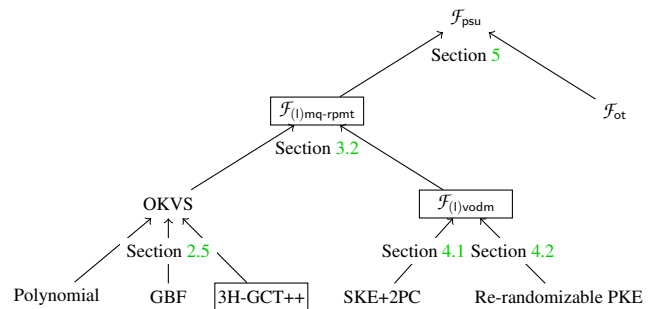 ℱpsu
Section 5
ℱ(l)mq-rpmt
ℱot
Section 3.2
OKVS
ℱ(l)vodm
Section 2.5
Section 4.1
Section 4.2
Polynomial
GBF
3H-GCT++
SKE+2PC
Re-randomizable PKE